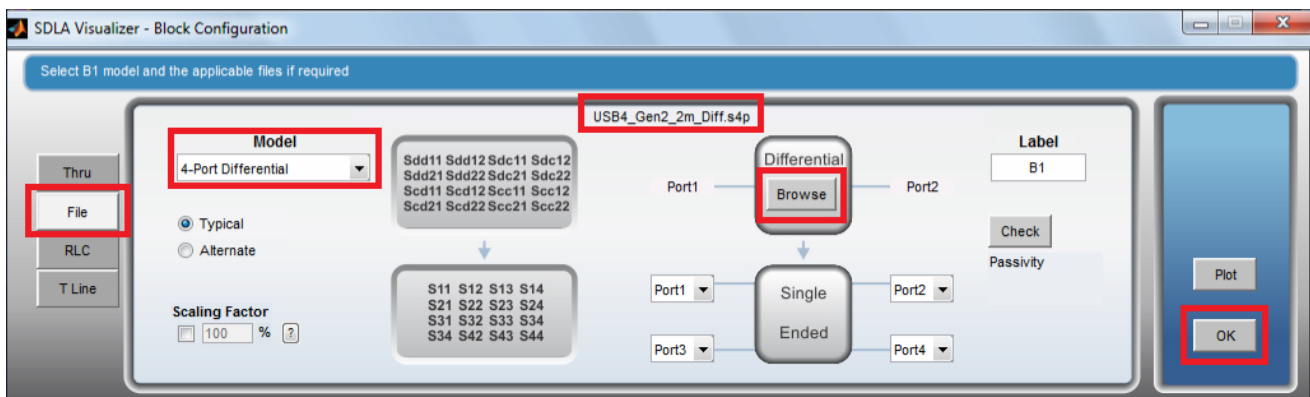 SDLA Visualizer - Block Configuration
Select B1 model and the applicable files if required
Thru
File
RLC
T Line
Model
4-Port Differential
Typical
Alternate
Scaling Factor
100 % ?
Sdd11 Sdd12 Sdc11 Sdc12
Sdd21 Sdd22 Sdc21 Sdc22
Scd11 Scd12 Scc11 Scc12
Scd21 Scd22 Scc21 Scc22
S11 S12 S13 S14
S21 S22 S23 S24
S31 S32 S33 S34
S34 S42 S43 S44
USB4_Gen2_2m_Diff.s4p
Differential
Port1 Browse Port2
Port1 Single Port2
Ended
Port3 Port4
Label
B1
Check
Passivity
Plot
OK